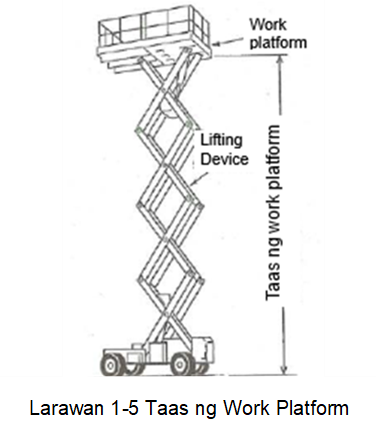 Work
platform
Lifting
Device
Taas ng work platform
Larawan 1-5 Taas ng Work Platform